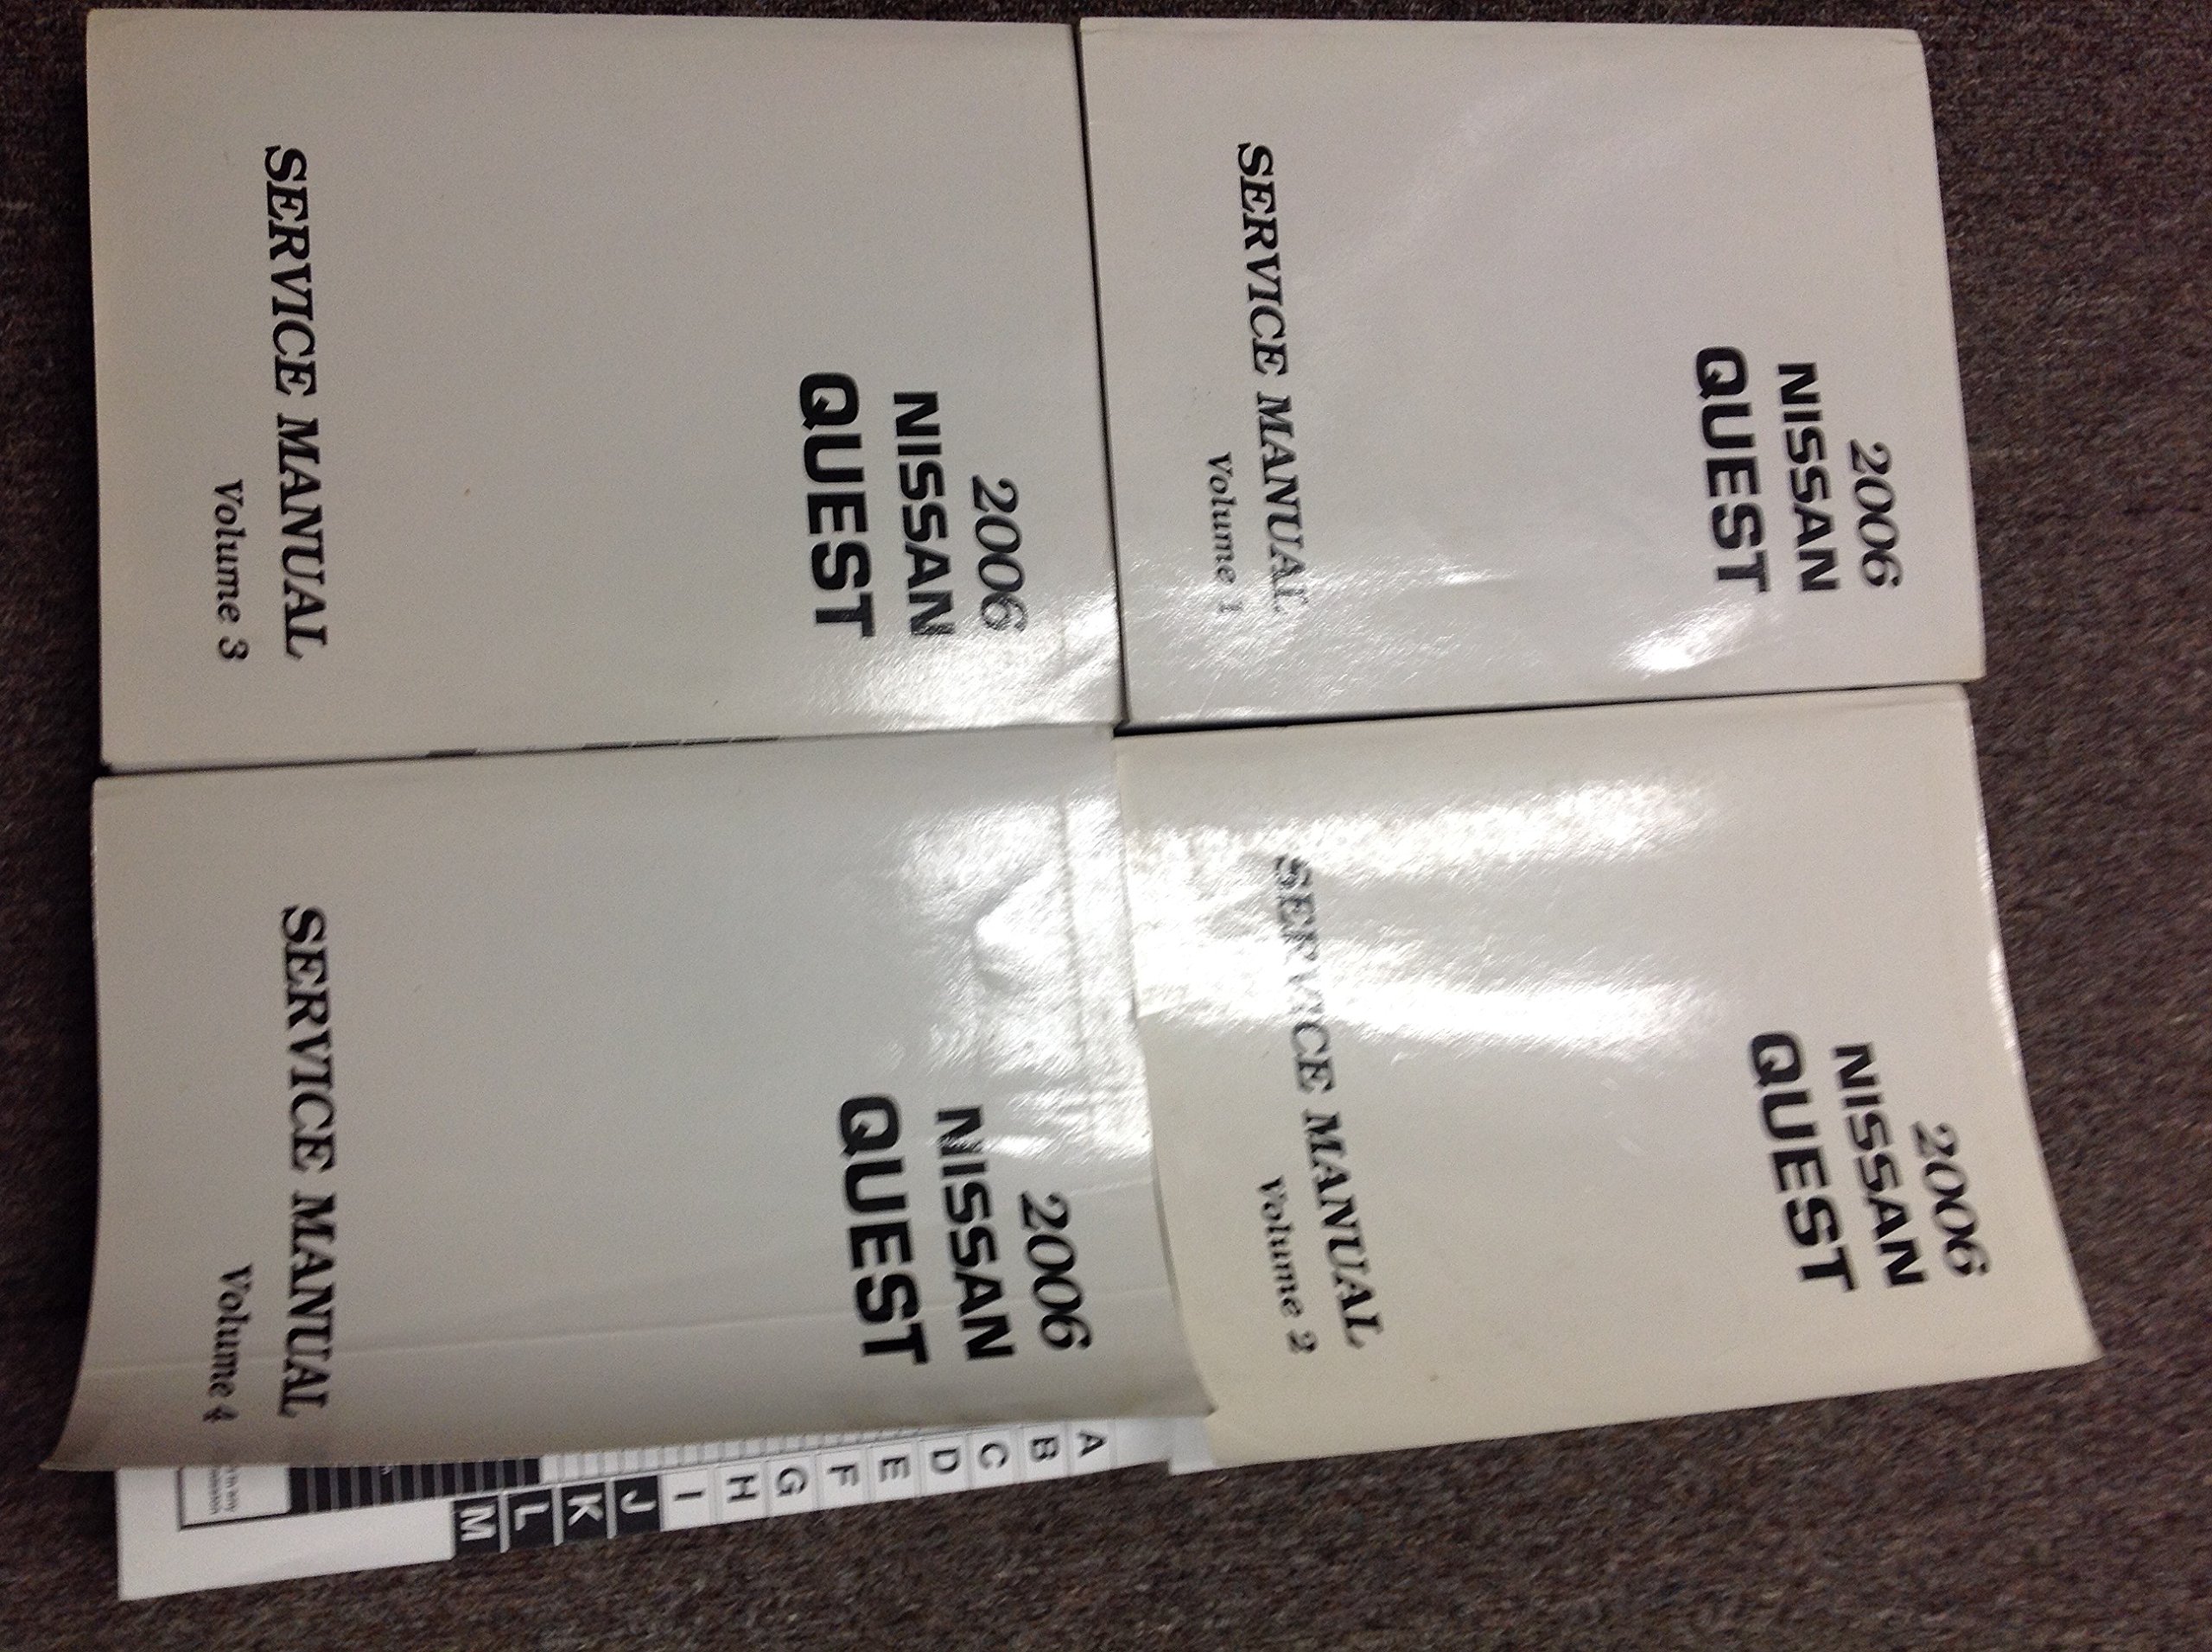 2006
NISSAN
QUEST
SERVICE MANUAL
Volume 1
2006
NISSAN
QUEST
SERVICE MANUAL
Volume 2
2006
NISSAN
QUEST
SERVICE MANUAL
Volume 3
2006
NISSAN
QUEST
SERVICE MANUAL
Volume 4
A
B
C
D
E
F
G
H
I
J
K
L
M